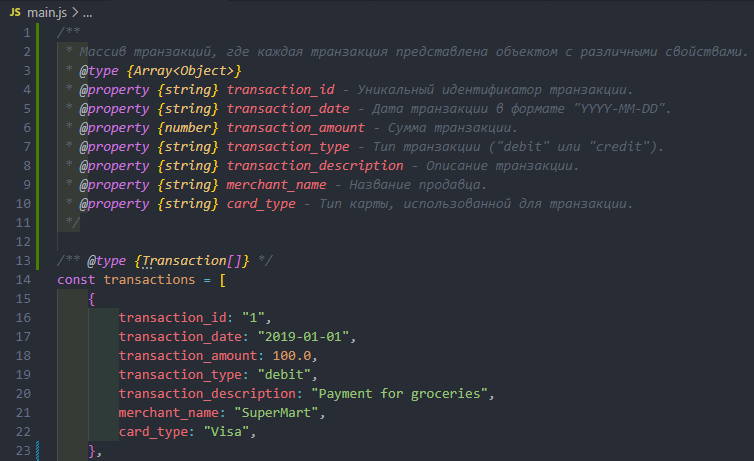 JS main.js > ...
1 /**
2 * Массив транзакций, где каждая транзакция представлена объектом с различными свойствами.
3 * @type {Array<Object>}
4 * @property {string} transaction_id - Уникальный идентификатор транзакции.
5 * @property {string} transaction_date - Дата транзакции в формате "YYYY-MM-DD".
6 * @property {number} transaction_amount - Сумма транзакции.
7 * @property {string} transaction_type - Тип транзакции ("debit" или "credit").
8 * @property {string} transaction_description - Описание транзакции.
9 * @property {string} merchant_name - Название продавца.
10 * @property {string} card_type - Тип карты, использованной для транзакции.
11 */
12
13 /** @type {Transaction[]} */
14 const transactions = [
15 {
16 transaction_id: "1",
17 transaction_date: "2019-01-01",
18 transaction_amount: 100.0,
19 transaction_type: "debit",
20 transaction_description: "Payment for groceries",
21 merchant_name: "SuperMart",
22 card_type: "Visa",
23 },